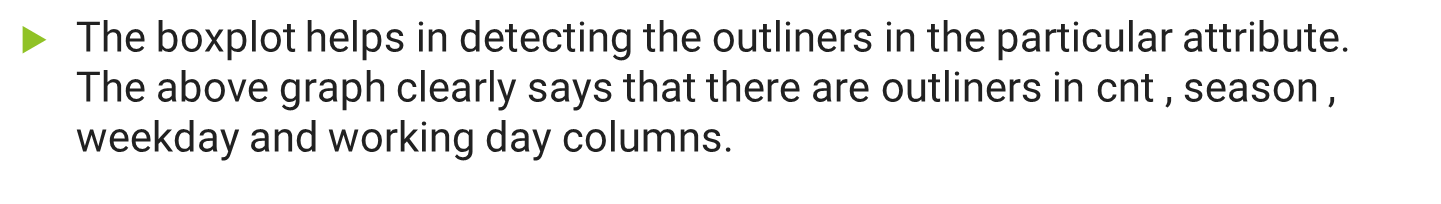 The boxplot helps in detecting the outliners in the particular attribute.
The above graph clearly says that there are outliners in cnt , season ,
weekday and working day columns.